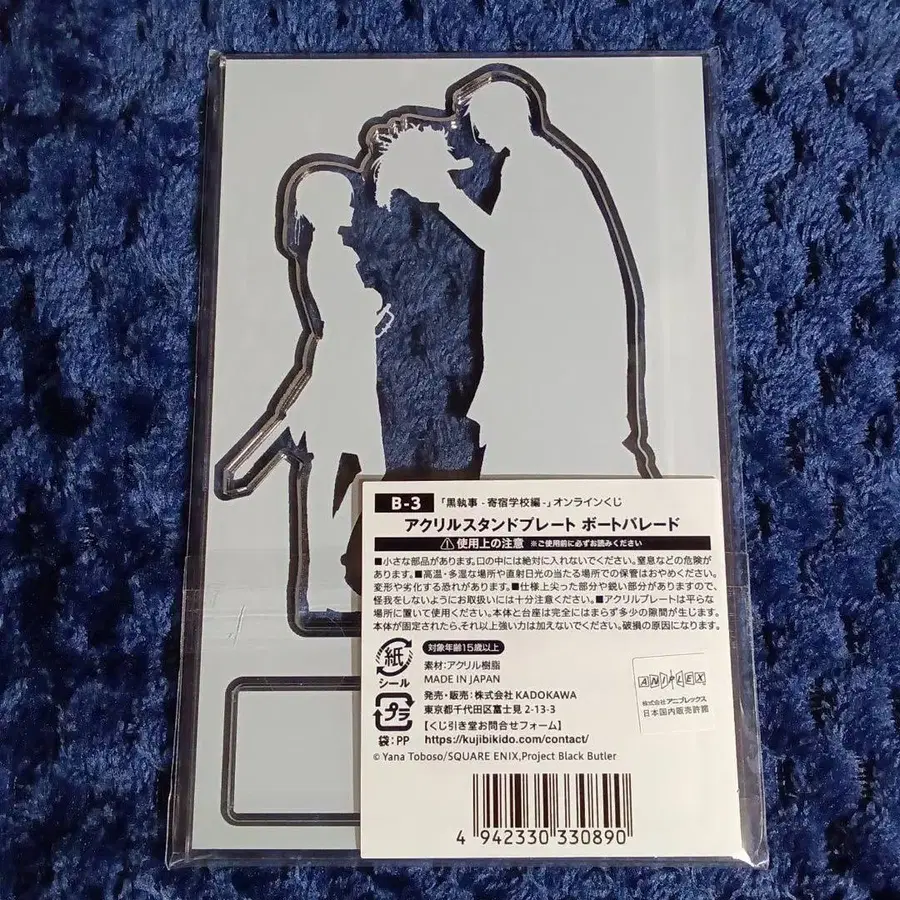 B-3 「黒執事 -寄宿学校編-」オンラインくじ
アクリルスタンドプレート ボートパレード
⚠使用上の注意 ※ご使用前に必ずお読みください
■小さな部品があります。口の中には絶対に入れないでください。窒息などの危険が
あります。■高温・多湿な場所や直射日光の当たる場所での保管はおやめください。
変形や劣化する恐れがあります。■仕様上尖った部分や鋭い部分がありますので、
怪我をしないようにお取扱いには十分注意ください。■アクリルプレートは平らな
場所に置いて使用ください。本体と台座は完全にはまらず多少の隙間が生じます。
本体が固定されたら、それ以上強い力は加えないでください。破損の原因になります。
紙
シール
プラ
袋:PP
対象年齢15歳以上
素材:アクリル樹脂
MADE IN JAPAN
発売・販売:株式会社 KADOKAWA
東京都千代田区富士見 2-13-3
【くじ引き堂お問合せフォーム】
https://kujibikido.com/contact/
ANIPLEX
株式会社アニプレックス
日本国内販売許諾
© Yana Toboso/SQUARE ENIX,Project Black Butler
4 942330 330890